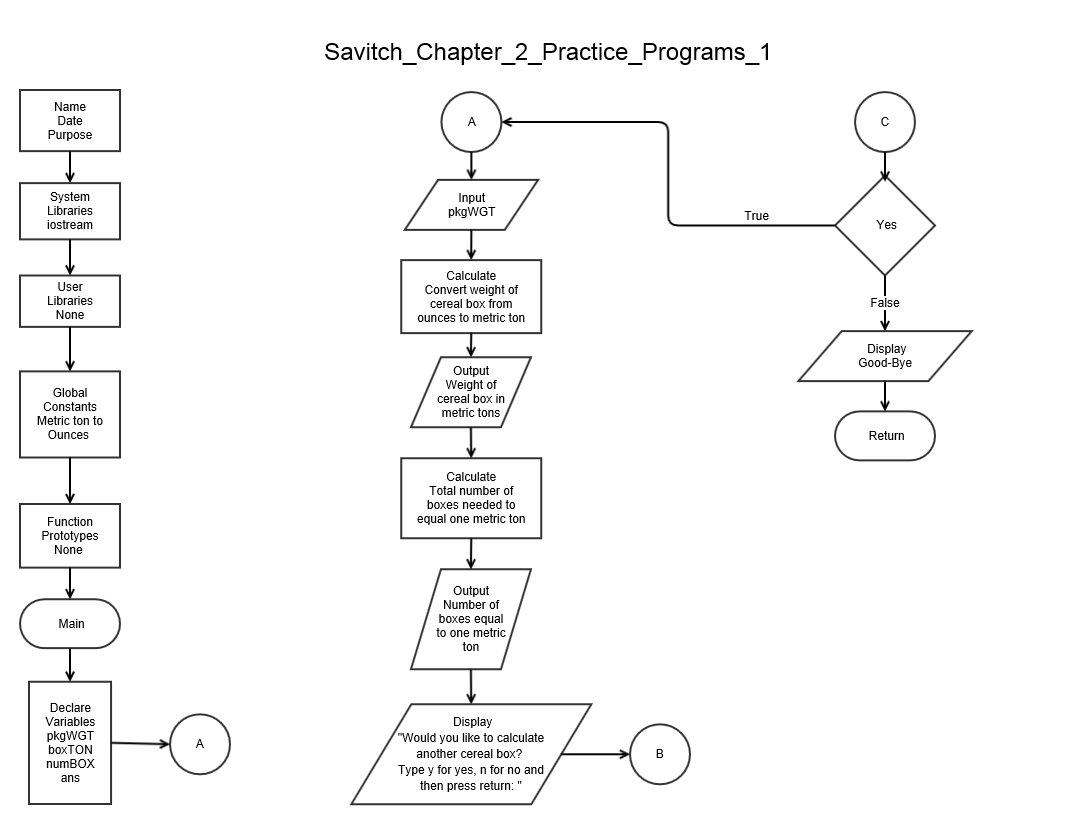 Savitch_Chapter_2_Practice_Programs_1
Name
Date
Purpose
System
Libraries
iostream
User
Libraries
None
Global
Constants
Metric ton to
Ounces
Function
Prototypes
None
Main
Declare
Variables
pkgWGT
boxTON
numBOX
ans
A
A
Input
pkgWGT
Calculate
Convert weight of
cereal box from
ounces to metric ton
Output
Weight of
cereal box in
metric tons
Calculate
Total number of
boxes needed to
equal one metric ton
Output
Number of
boxes equal
to one metric
ton
Display
"Would you like to calculate
another cereal box?
Type y for yes, n for no and
then press return: "
B
C
Yes
True
False
Display
Good-Bye
Return